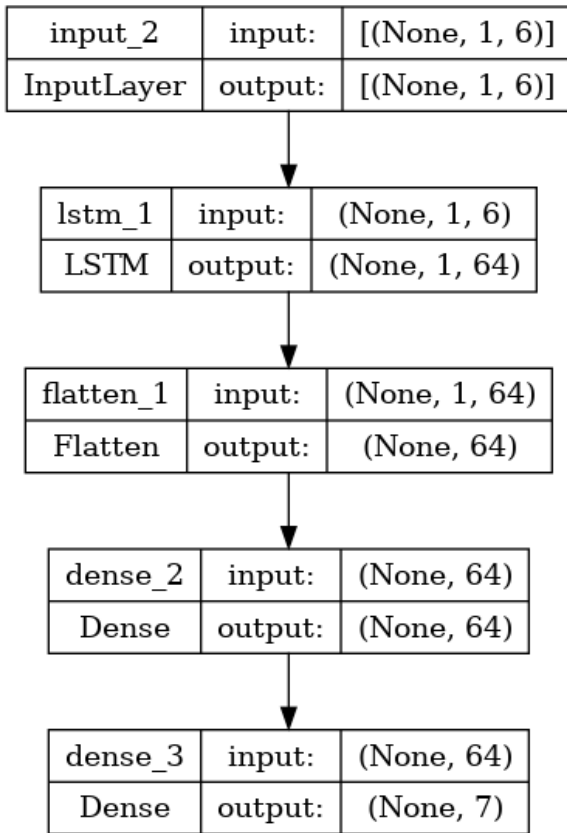 input_2 input: [(None, 1, 6)]
InputLayer output: [(None, 1, 6)]
lstm_1 input: (None, 1, 6)
LSTM output: (None, 1, 64)
flatten_1 input: (None, 1, 64)
Flatten output: (None, 64)
dense_2 input: (None, 64)
Dense output: (None, 64)
dense_3 input: (None, 64)
Dense output: (None, 7)